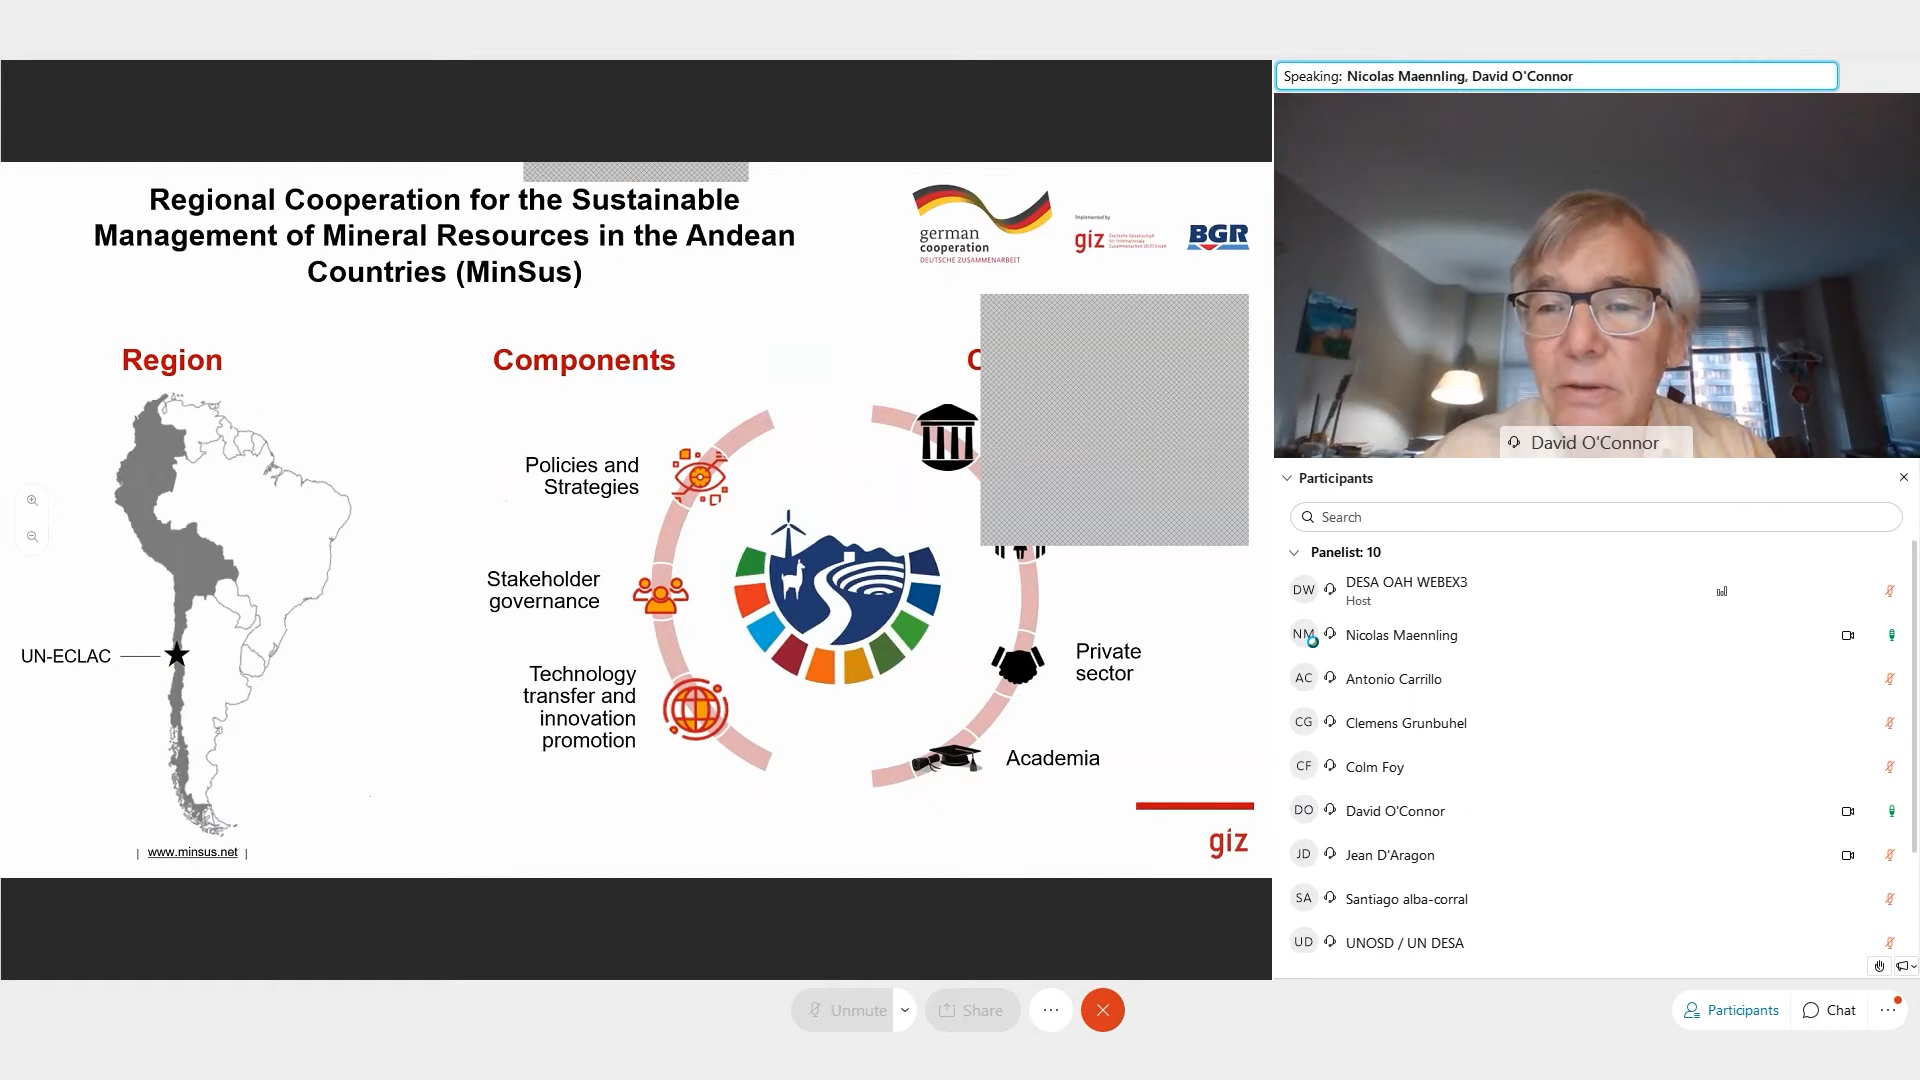 Regional Cooperation for the Sustainable
Management of Mineral Resources in the Andean
Countries (MinSus)
german
cooperation
DEUTSCHE ZUSAMMENARBEIT
Implemented by
giz
BGR
Region
Components
Policies and
Strategies
Stakeholder
governance
Technology
transfer and
innovation
promotion
UN-ECLAC
Private
sector
Academia
| www.minsus.net |
giz
Speaking: Nicolas Maennling, David O'Connor
David O'Connor
Participants
Search
Panelist: 10
DW DESA OAH WEBEX3
Host
NM Nicolas Maennling
AC Antonio Carrillo
CG Clemens Grunbuhel
CF Colm Foy
DO David O'Connor
JD Jean D'Aragon
SA Santiago alba-corral
UD UNOSD / UN DESA
Unmute
Share
Participants
Chat